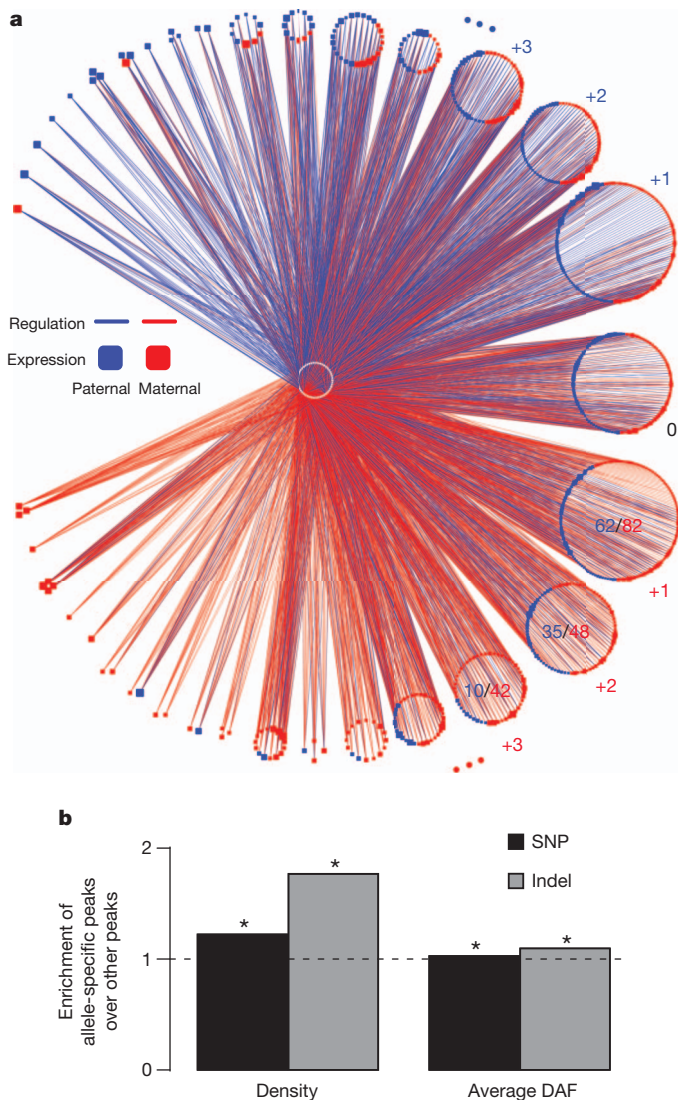 a
+3
+2
+1
Regulation
Expression
Paternal Maternal
0
62/82
+1
35/48
+2
10/42
+3
b
2
SNP
Indel
Enrichment of
allele-specific peaks
over other peaks
* * * *
1
0
Density Average DAF